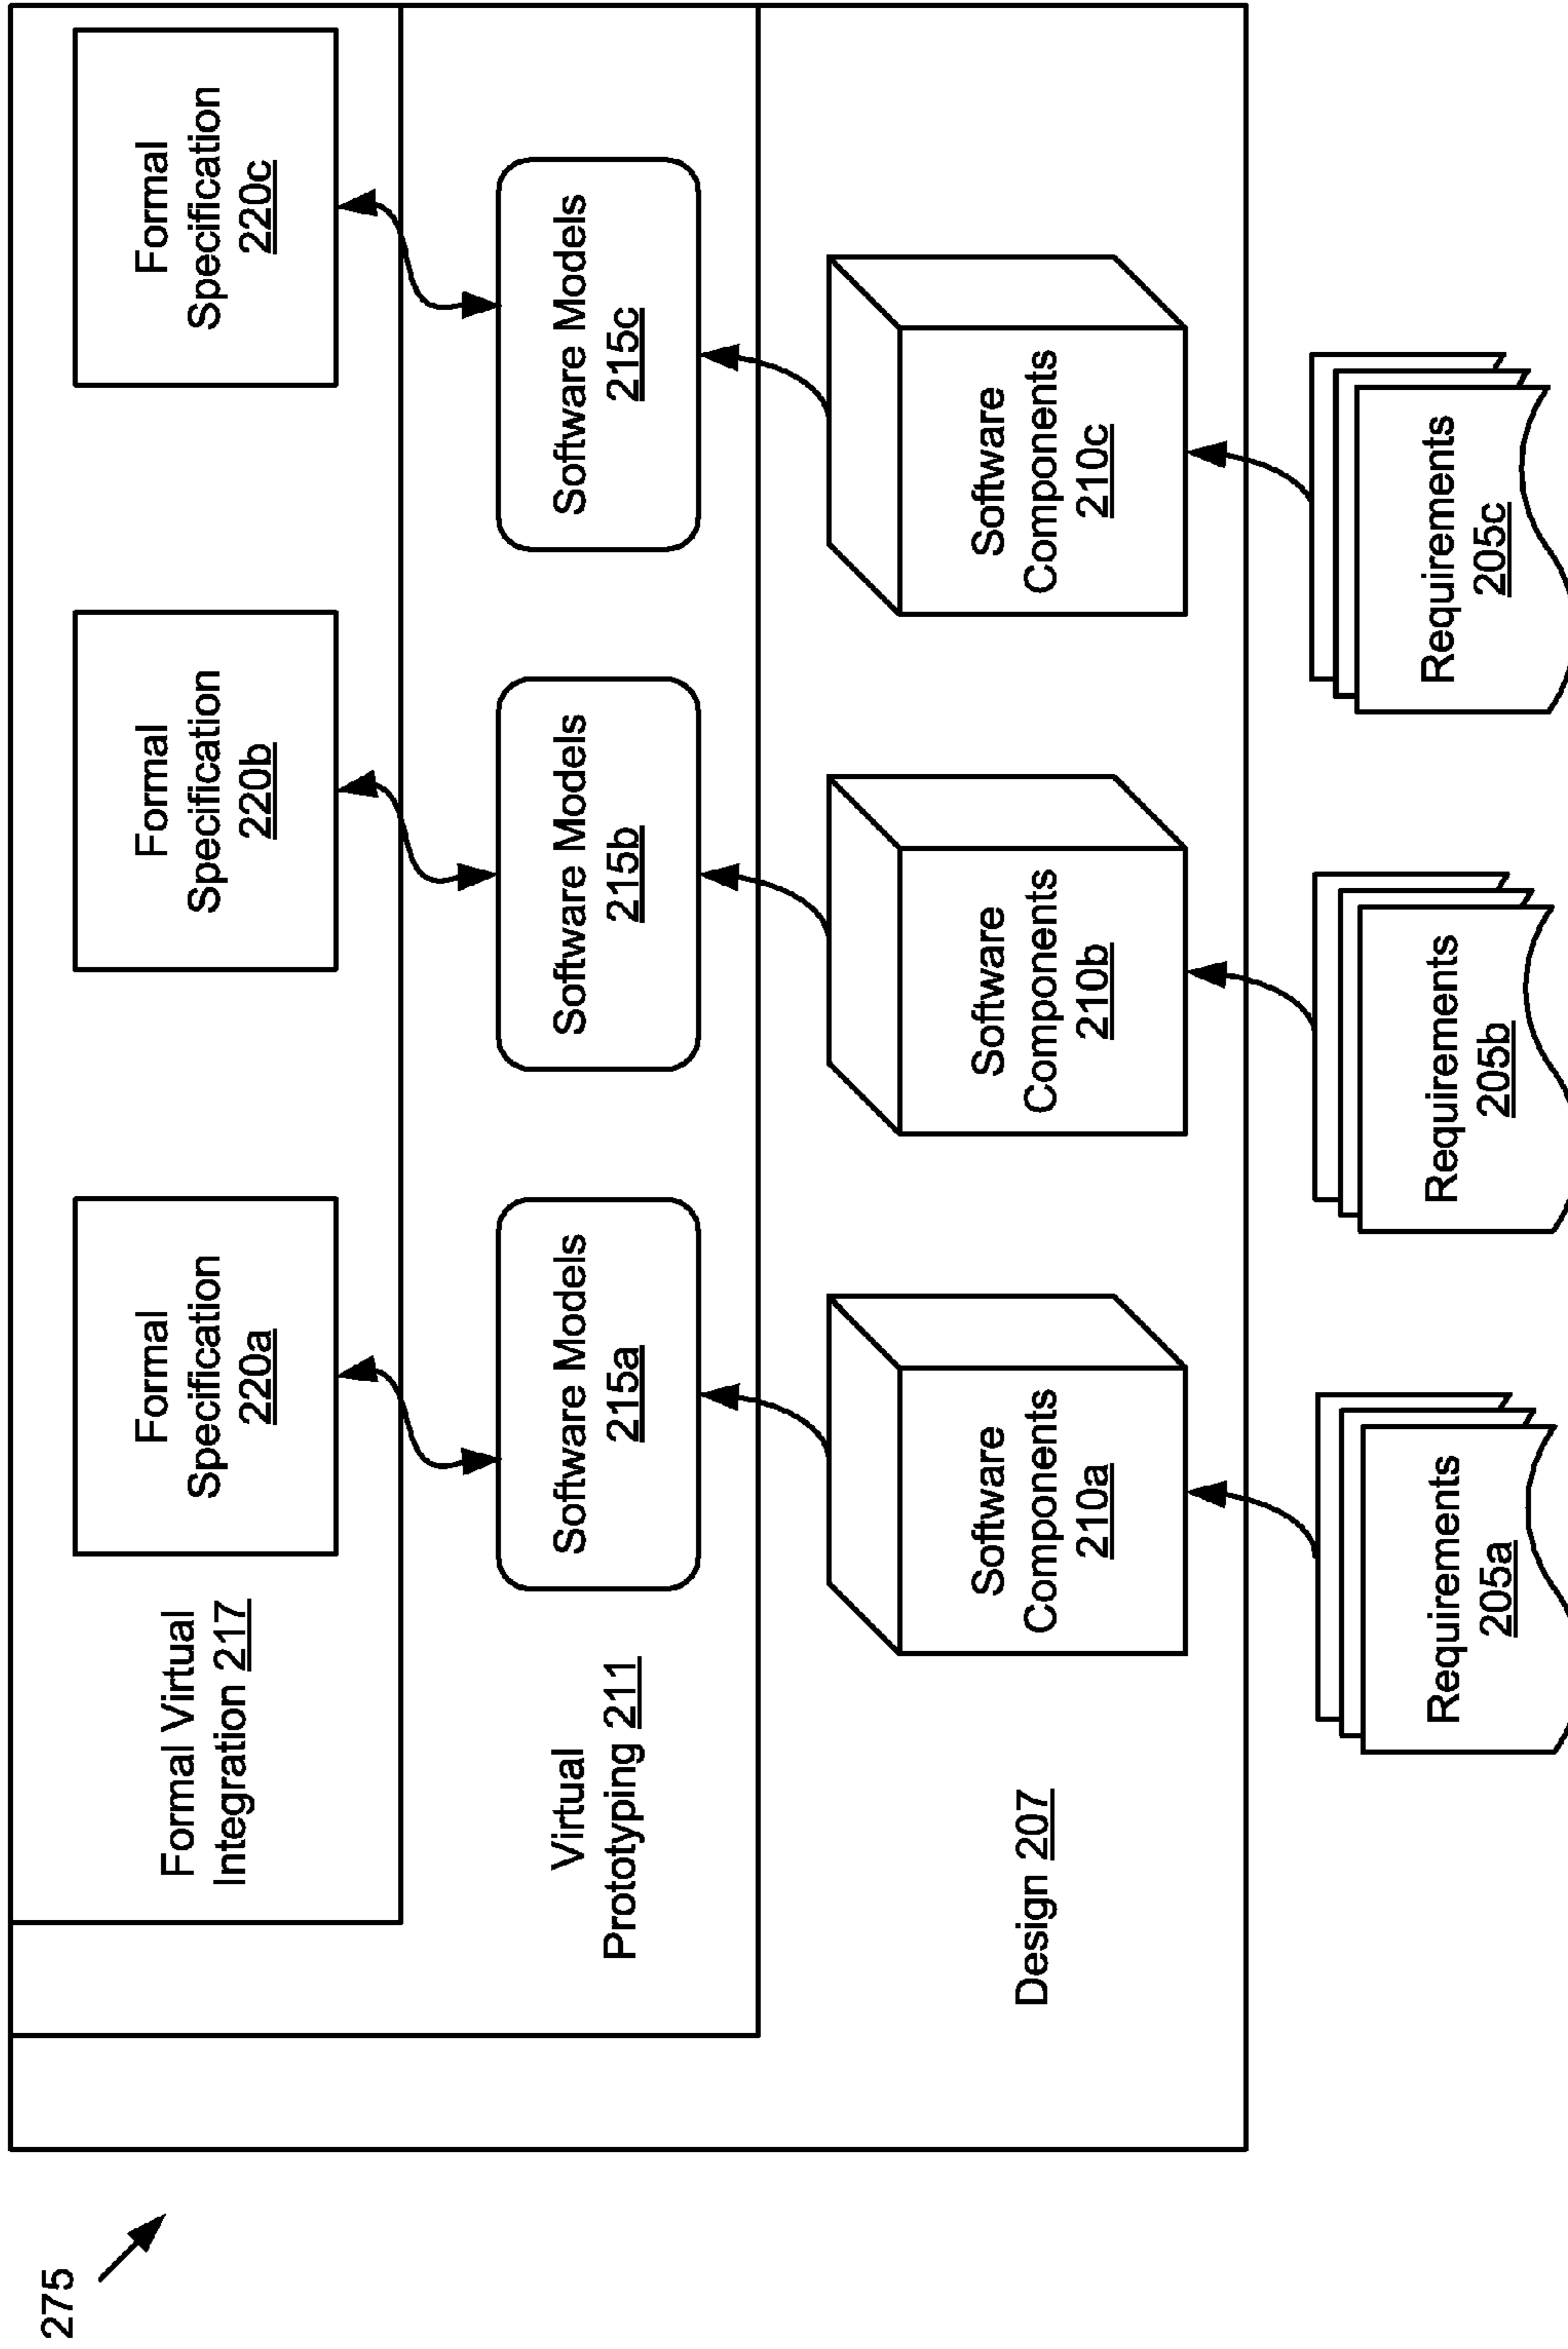 275
Formal Virtual
Integration 217
Formal
Specification
220a
Formal
Specification
220b
Formal
Specification
220c
Virtual
Prototyping 211
Software Models
215a
Software Models
215b
Software Models
215c
Design 207
Software
Components
210a
Software
Components
210b
Software
Components
210c
Requirements
205a
Requirements
205b
Requirements
205c